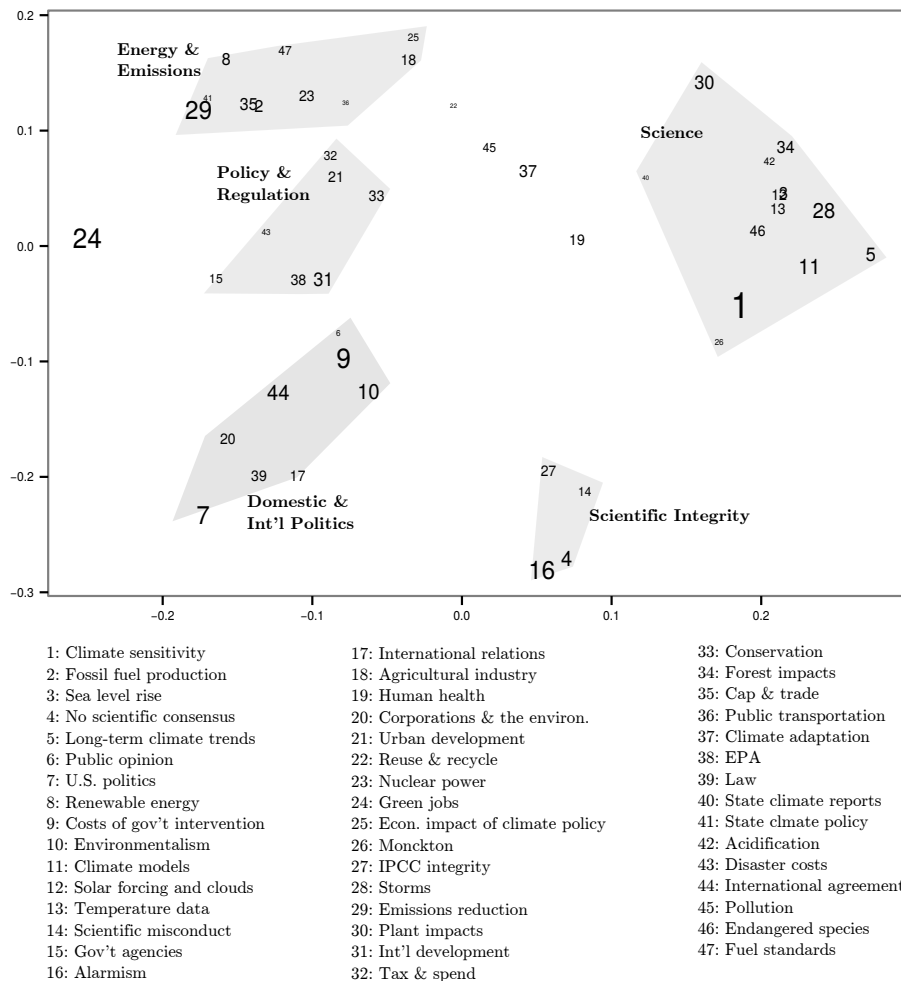 0.2
25
Energy &
47
8
18
Emissions
30
41
23
35
2
36
29
22
0.1
Science
45
34
32
42
Policy &
37
21
40
Regulation
33
12
3
13
28
43
46
24
19
0.0
5
11
15
38
31
1
6
26
−0.1
9
44
10
20
27
39
17
−0.2
14
Domestic &
7
Scientific Integrity
Int'l Politics
4
16
−0.3
−0.2
−0.1
0.0
0.1
0.2
1: Climate sensitivity
2: Fossil fuel production
3: Sea level rise
4: No scientific consensus
5: Long-term climate trends
6: Public opinion
7: U.S. politics
8: Renewable energy
9: Costs of gov't intervention
10: Environmentalism
11: Climate models
12: Solar forcing and clouds
13: Temperature data
14: Scientific misconduct
15: Gov't agencies
16: Alarmism
17: International relations
18: Agricultural industry
19: Human health
20: Corporations & the environ.
21: Urban development
22: Reuse & recycle
23: Nuclear power
24: Green jobs
25: Econ. impact of climate policy
26: Monckton
27: IPCC integrity
28: Storms
29: Emissions reduction
30: Plant impacts
31: Int'l development
32: Tax & spend
33: Conservation
34: Forest impacts
35: Cap & trade
36: Public transportation
37: Climate adaptation
38: EPA
39: Law
40: State climate reports
41: State clmate policy
42: Acidification
43: Disaster costs
44: International agreement
45: Pollution
46: Endangered species
47: Fuel standards